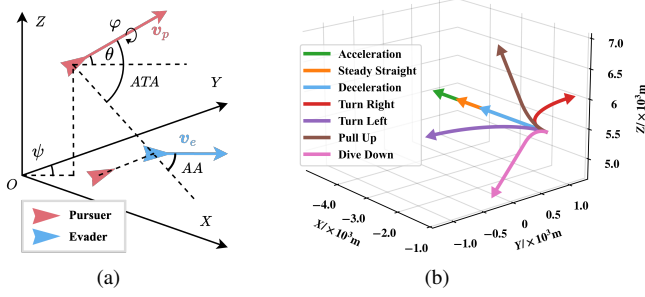 Z
φ
v_p
θ
ATA
Y
ψ
v_e
AA
O
X
Pursuer
Evader
(a)
Acceleration
Steady Straight
Deceleration
Turn Right
Turn Left
Pull Up
Dive Down
7.0
6.5
6
5.5
5.0
Z/×10³m
-4.0
-3.0
-2.0
-1.0
X/×10³m
-1.0
-0.5
0
0.5
1.0
Y/×10³m
(b)